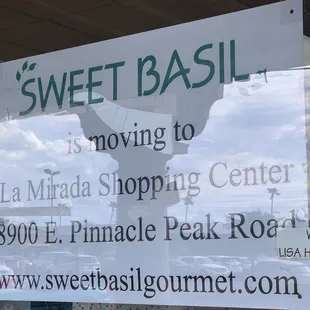 SWEET BASIL
is moving to
La Mirada Shopping Center
8900 E. Pinnacle Peak Road
www.sweetbasilgourmet.com
LISA H